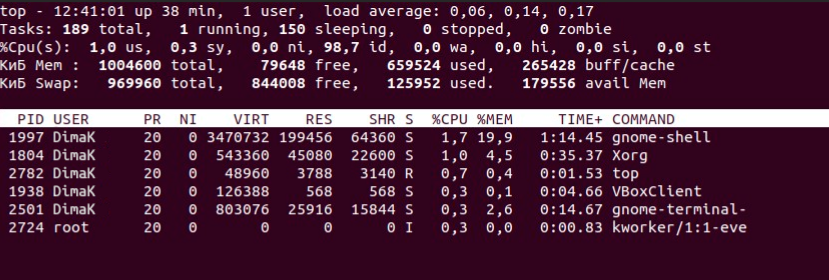 top - 12:41:01 up 38 min,  1 user,  load average: 0,06, 0,14, 0,17
Tasks: 189 total,   1 running, 150 sleeping,   0 stopped,   0 zombie
%Cpu(s):  1,0 us,  0,3 sy,  0,0 ni, 98,7 id,  0,0 wa,  0,0 hi,  0,0 si,  0,0 st
КиБ Mem :  1004600 total,    79648 free,   659524 used,   265428 buff/cache
КиБ Swap:   969960 total,   844008 free,   125952 used.   179556 avail Mem
PID USER      PR  NI    VIRT    RES    SHR S  %CPU %MEM     TIME+ COMMAND
1997 DimaK     20   0 3470732 199456  64360 S   1,7 19,9   1:14.45 gnome-shell
1804 DimaK     20   0  543360  45080  22600 S   1,0  4,5   0:35.37 Xorg
2782 DimaK     20   0   48960   3788   3140 R   0,7  0,4   0:01.53 top
1938 DimaK     20   0  126388    568    568 S   0,3  0,1   0:04.66 VBoxClient
2501 DimaK     20   0  803076  25916  15844 S   0,3  2,6   0:14.67 gnome-terminal-
2724 root      20   0       0      0      0 I   0,3  0,0   0:00.83 kworker/1:1-eve